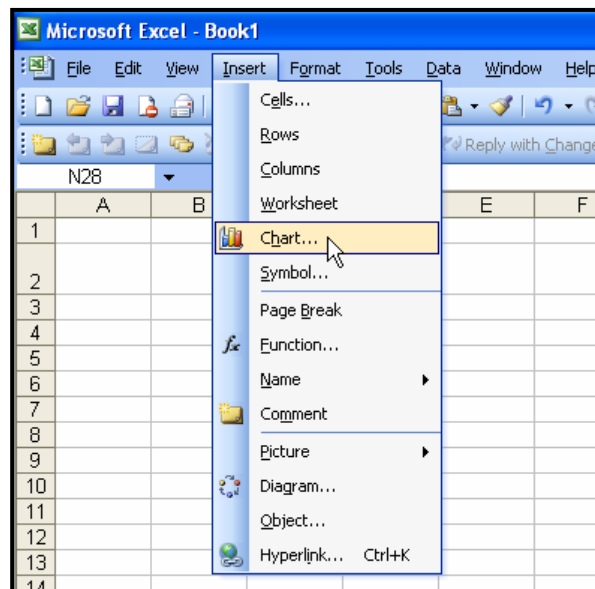 Microsoft Excel - Book1
File Edit View Insert Format Tools Data Window Help
Cells...
Rows
Reply with Change
Columns
N28
Worksheet
A B E F
1
Chart...
2
Symbol...
3
Page Break
4
fx Function...
5
6
Name
7
Comment
8
9
Picture
10
Diagram...
11
Object...
12
13
Hyperlink... Ctrl+K
14